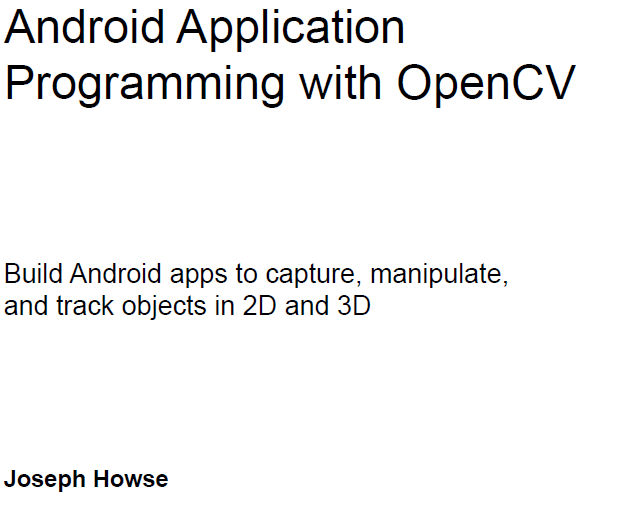 Android Application
Programming with OpenCV
Build Android apps to capture, manipulate,
and track objects in 2D and 3D
Joseph Howse